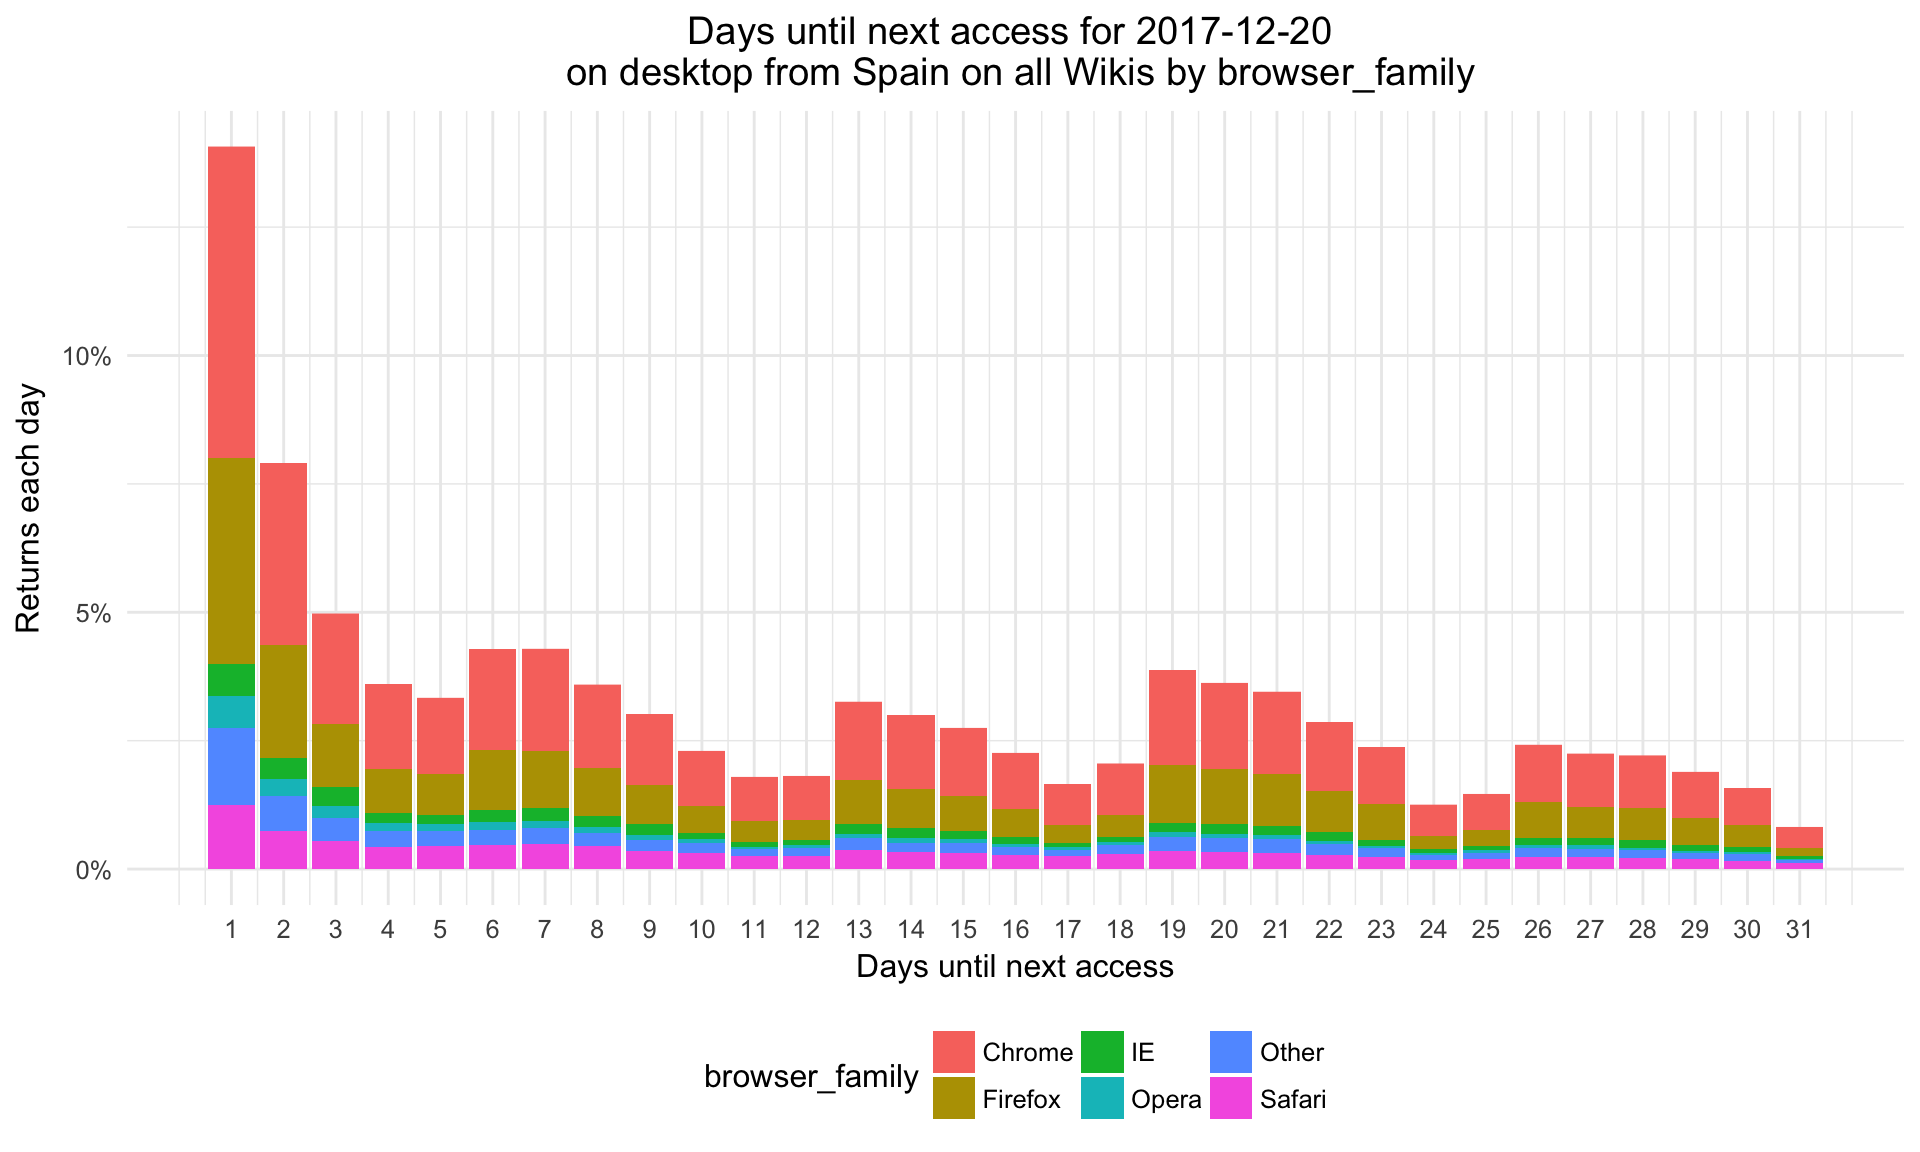 Days until next access for 2017-12-20
on desktop from Spain on all Wikis by browser_family
Returns each day
10%
5%
0%
1 2 3 4 5 6 7 8 9 10 11 12 13 14 15 16 17 18 19 20 21 22 23 24 25 26 27 28 29 30 31
Days until next access
browser_family
Chrome IE Other
Firefox Opera Safari